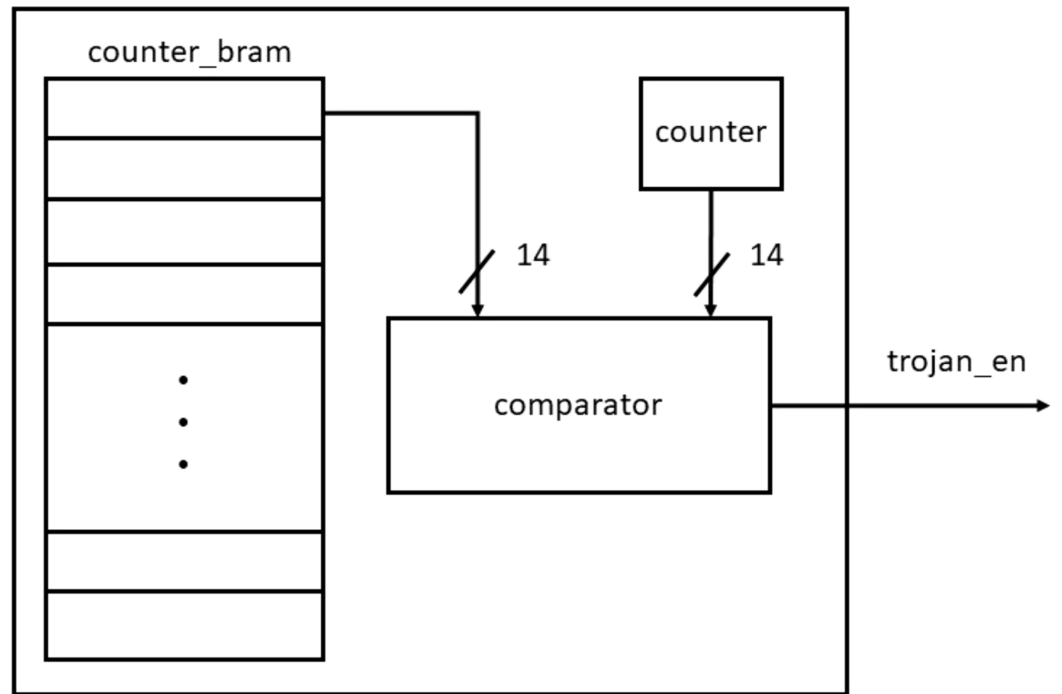 counter_bram
counter
14
14
comparator
trojan_en